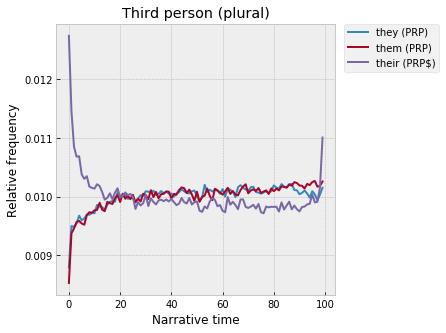 Third person (plural)
they (PRP)
them (PRP)
their (PRP$)
0.012
0.011
0.010
0.009
Relative frequency
0 20 40 60 80 100
Narrative time